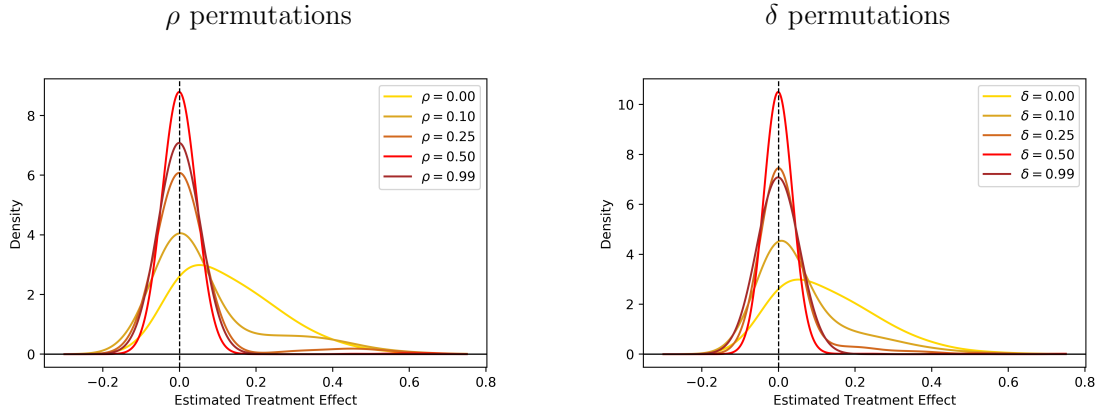 ρ permutations
δ permutations
8
6
4
2
0
Density
−0.2
0.0
0.2
0.4
0.6
0.8
Estimated Treatment Effect
ρ = 0.00
ρ = 0.10
ρ = 0.25
ρ = 0.50
ρ = 0.99
10
8
6
4
2
0
Density
−0.2
0.0
0.2
0.4
0.6
0.8
Estimated Treatment Effect
δ = 0.00
δ = 0.10
δ = 0.25
δ = 0.50
δ = 0.99